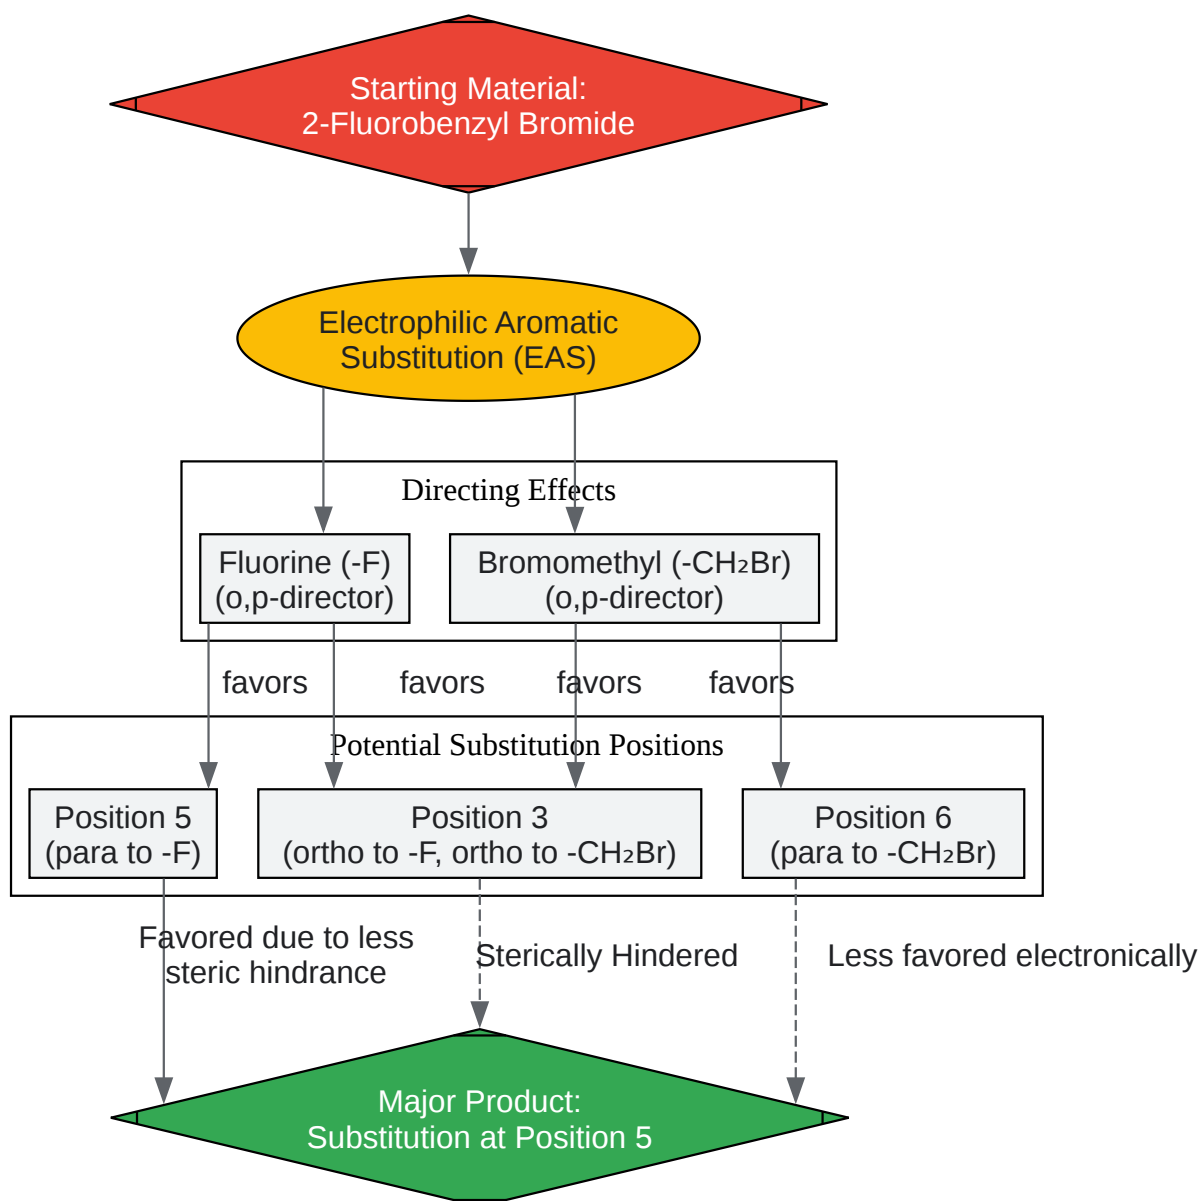 Starting Material:
2-Fluorobenzyl Bromide
Electrophilic Aromatic
Substitution (EAS)
Directing Effects
Fluorine (-F)
(o,p-director)
Bromomethyl (-CH₂Br)
(o,p-director)
favors
favors
favors
favors
Potential Substitution Positions
Position 5
(para to -F)
Position 3
(ortho to -F, ortho to -CH₂Br)
Position 6
(para to -CH₂Br)
Favored due to less
steric hindrance
Sterically Hindered
Less favored electronically
Major Product:
Substitution at Position 5